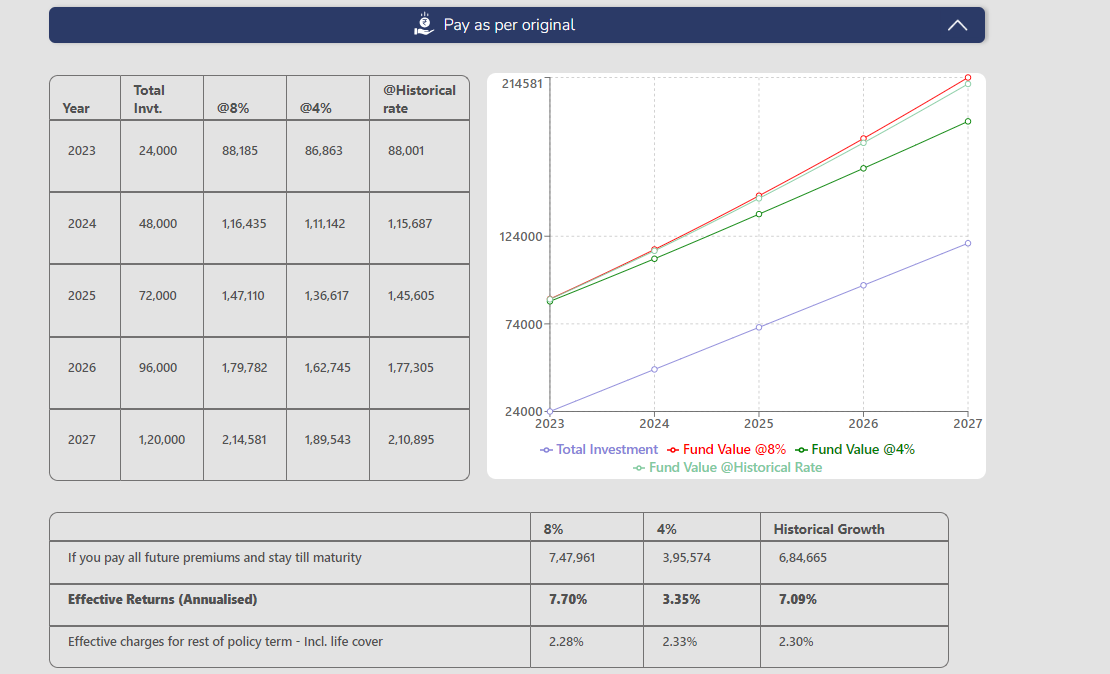 Pay as per original
Year Total Invt. @8% @4% @Historical rate
2023 24,000 88,185 86,863 88,001
2024 48,000 1,16,435 1,11,142 1,15,687
2025 72,000 1,47,110 1,36,617 1,45,605
2026 96,000 1,79,782 1,62,745 1,77,305
2027 1,20,000 2,14,581 1,89,543 2,10,895
214581
124000
74000
24000
2023 2024 2025 2026 2027
Total Investment Fund Value @8% Fund Value @4%
Fund Value @Historical Rate
8% 4% Historical Growth
If you pay all future premiums and stay till maturity 7,47,961 3,95,574 6,84,665
Effective Returns (Annualised) 7.70% 3.35% 7.09%
Effective charges for rest of policy term - Incl. life cover 2.28% 2.33% 2.30%